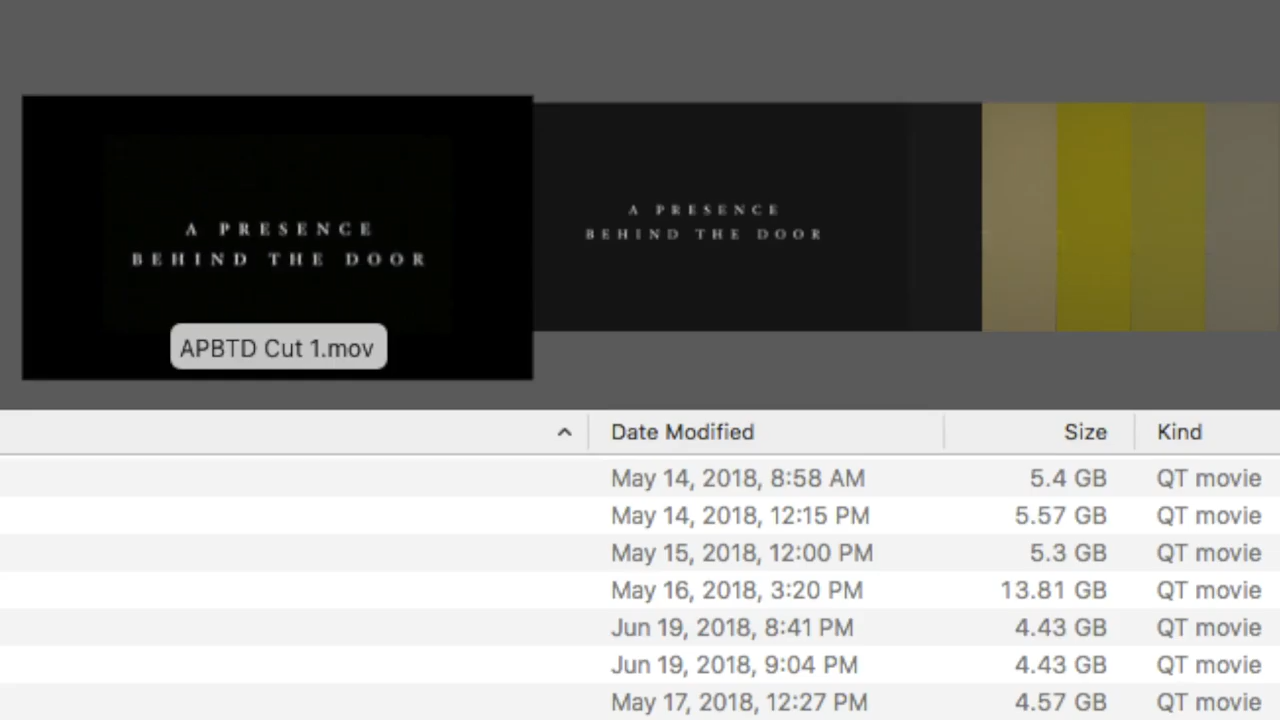 A PRESENCE
BEHIND THE DOOR
APBTD Cut 1.mov
A PRESENCE
BEHIND THE DOOR
Date Modified Size Kind
May 14, 2018, 8:58 AM 5.4 GB QT movie
May 14, 2018, 12:15 PM 5.57 GB QT movie
May 15, 2018, 12:00 PM 5.3 GB QT movie
May 16, 2018, 3:20 PM 13.81 GB QT movie
Jun 19, 2018, 8:41 PM 4.43 GB QT movie
Jun 19, 2018, 9:04 PM 4.43 GB QT movie
May 17, 2018, 12:27 PM 4.57 GB QT movie